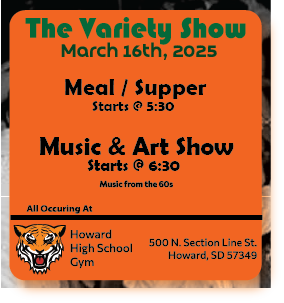 The Variety Show
March 16th, 2025
Meal / Supper
Starts @ 5:30
Music & Art Show
Starts @ 6:30
Music from the 60s
All Occuring At
Howard
High School
Gym
500 N. Section Line St.
Howard, SD 57349